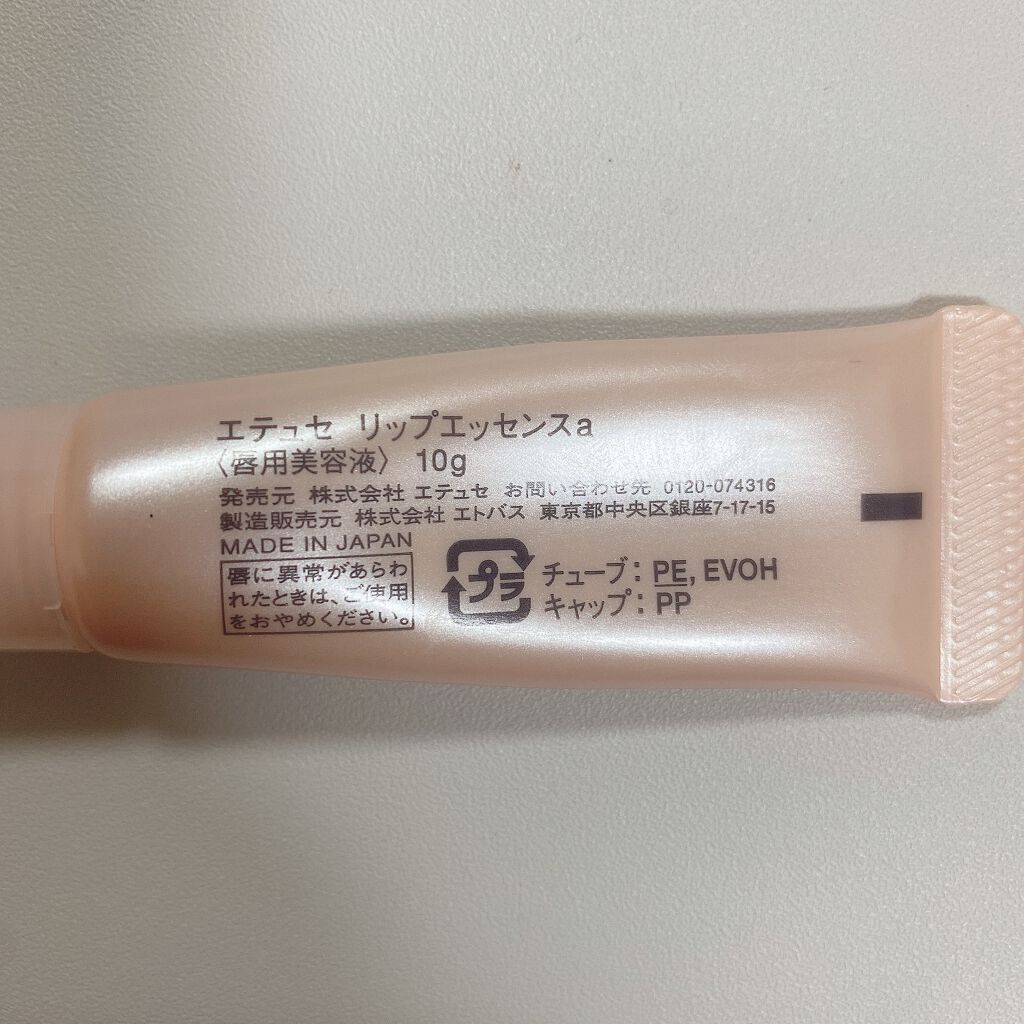 エテュセ リップエッセンスa
〈唇用美容液〉 10g
発売元 株式会社 エテュセ お問い合わせ先 0120-074316
製造販売元 株式会社 エトバス 東京都中央区銀座7-17-15
MADE IN JAPAN
唇に異常があらわ
れたときは、ご使用
をおやめください。
プラ
チューブ：PE, EVOH
キャップ：PP